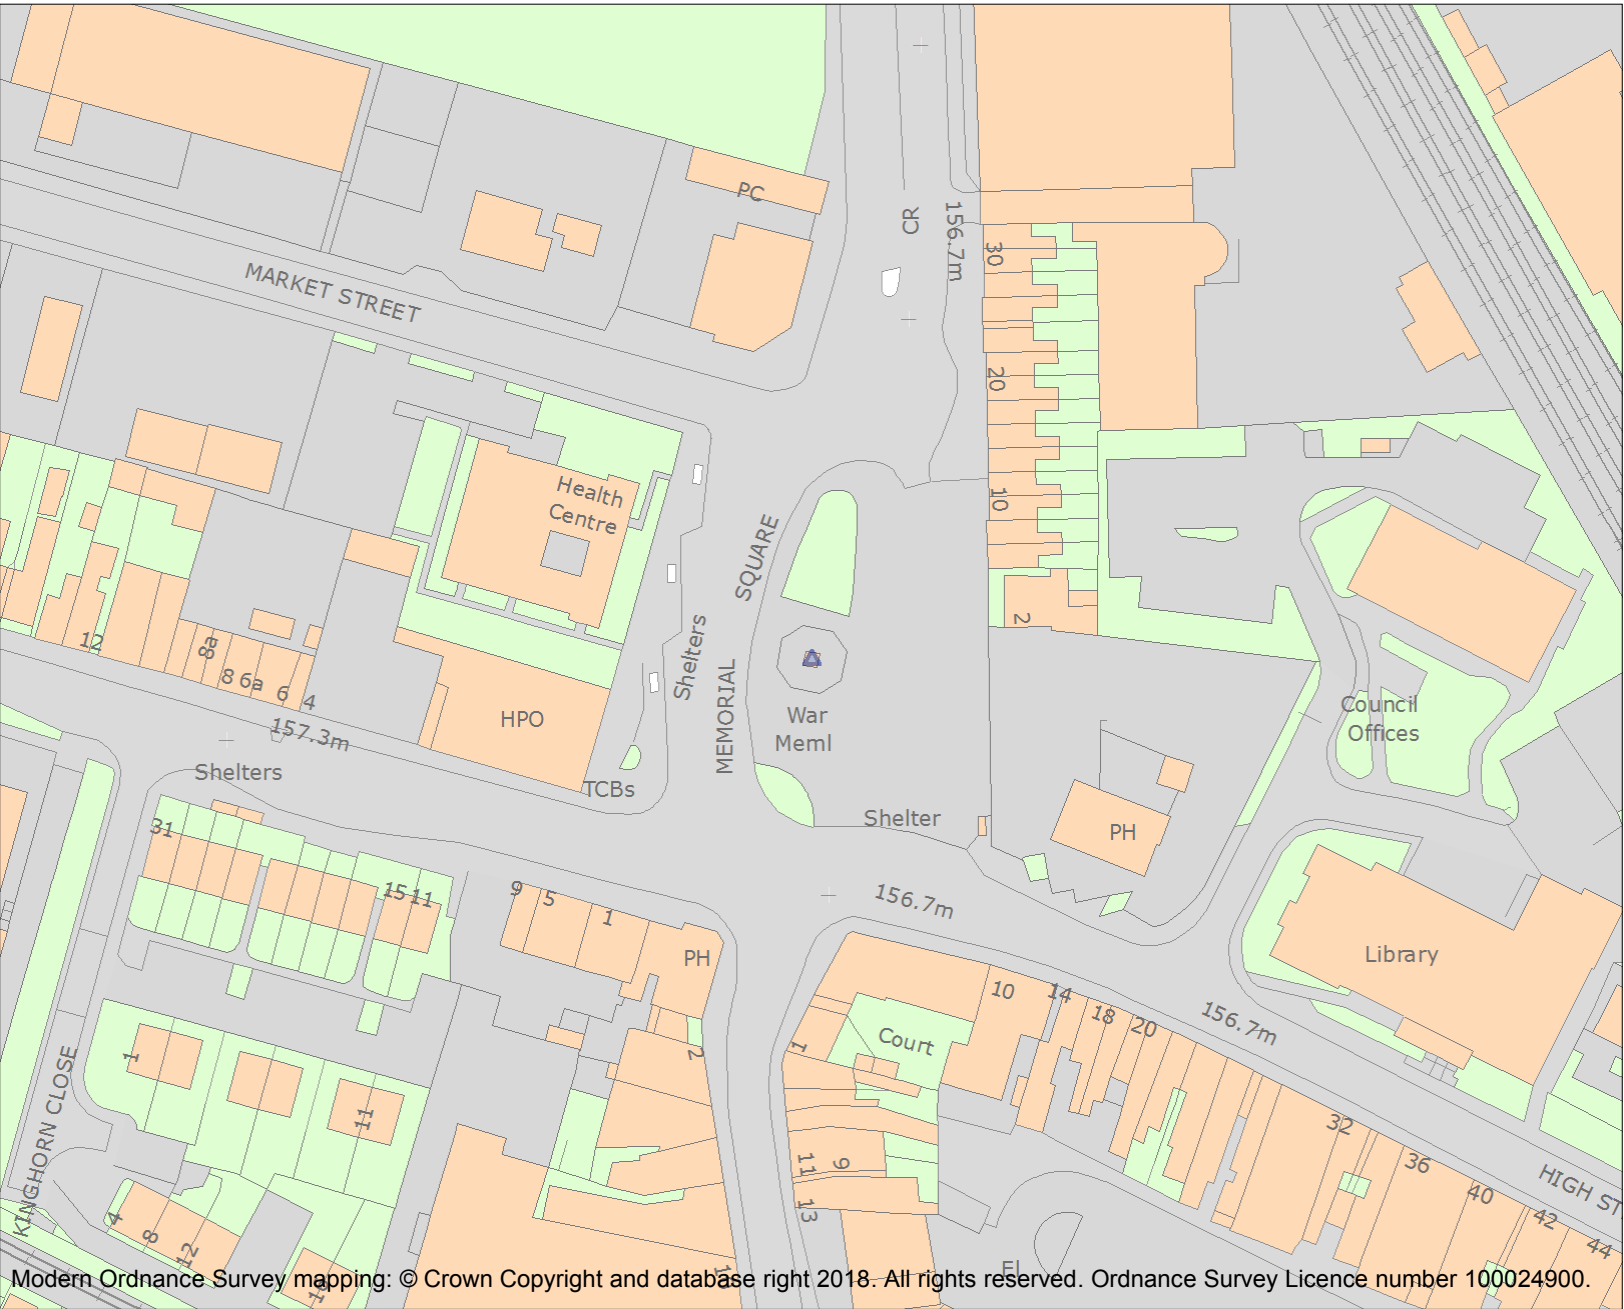 PC
CR
156.7m
30
MARKET STREET
20
Health
Centre
10
SQUARE
2
Shelters
12
8a
8
6a
6
4
MEMORIAL
War
Meml
Council
Offices
HPO
157.3m
Shelters
TCBs
Shelter
PH
31
15
11
9
5
1
156.7m
PH
Library
10
14
18
20
156.7m
Court
1
2
1
11
KINGHORN CLOSE
32
36
40
42
44
HIGH ST
11
9
13
4
8
12
El
Modern Ordnance Survey mapping: © Crown Copyright and database right 2018. All rights reserved. Ordnance Survey Licence number 100024900.